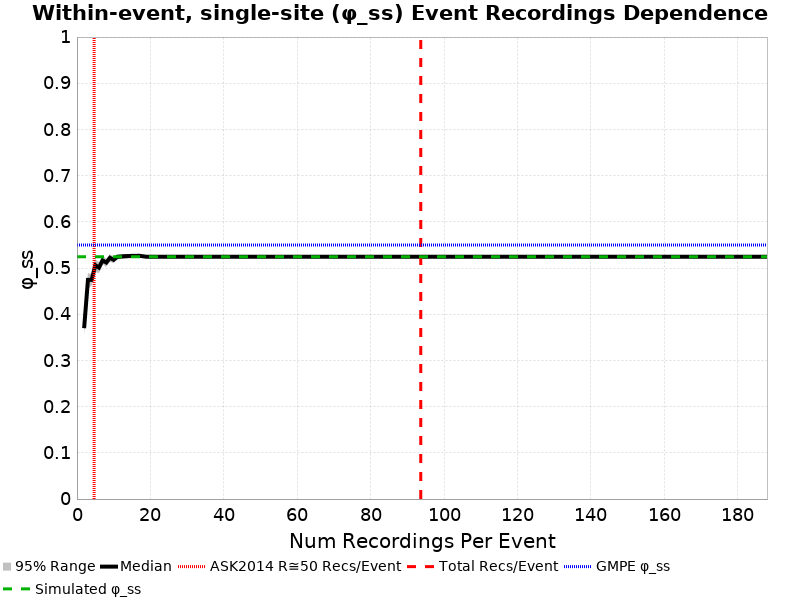 Within-event, single-site (φ_ss) Event Recordings Dependence
1
0.9
0.8
0.7
0.6
0.5
0.4
0.3
0.2
0.1
0
φ_ss
0 20 40 60 80 100 120 140 160 180
Num Recordings Per Event
95% Range Median ASK2014 R≅50 Recs/Event Total Recs/Event GMPE φ_ss
Simulated φ_ss